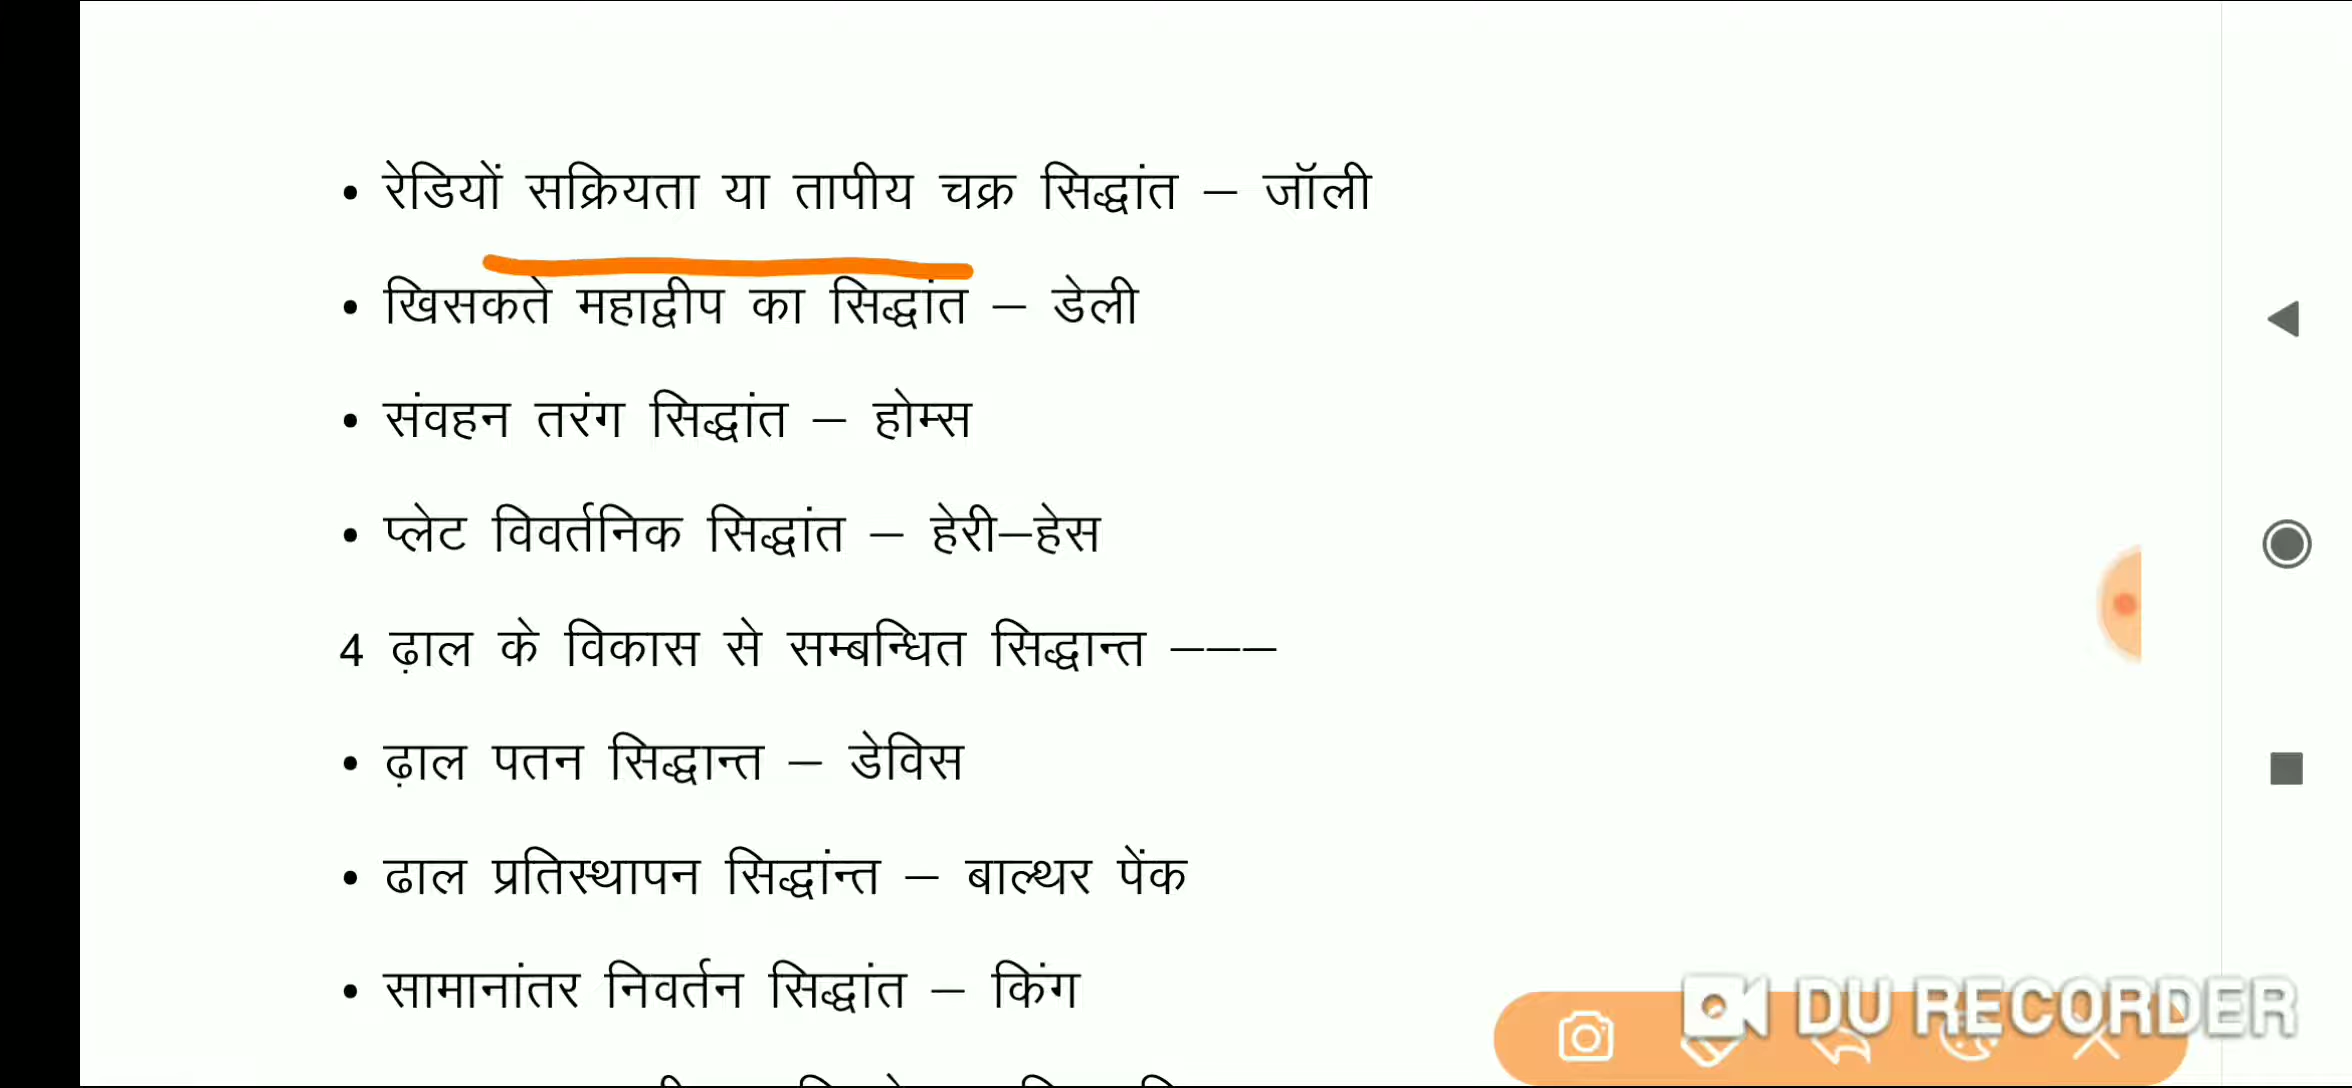 • रेडियों सक्रियता या तापीय चक्र सिद्धांत – जॉली
• खिसकते महाद्वीप का सिद्धांत – डेली
• संवहन तरंग सिद्धांत – होम्स
• प्लेट विवर्तनिक सिद्धांत – हेरी–हेस
4 ढ़ाल के विकास से सम्बन्धित सिद्धान्त –––
• ढ़ाल पतन सिद्धान्त – डेविस
• ढाल प्रतिस्थापन सिद्धांन्त – बाल्थर पेंक
• सामानांतर निवर्तन सिद्धांत – किंग
DU RECORDER